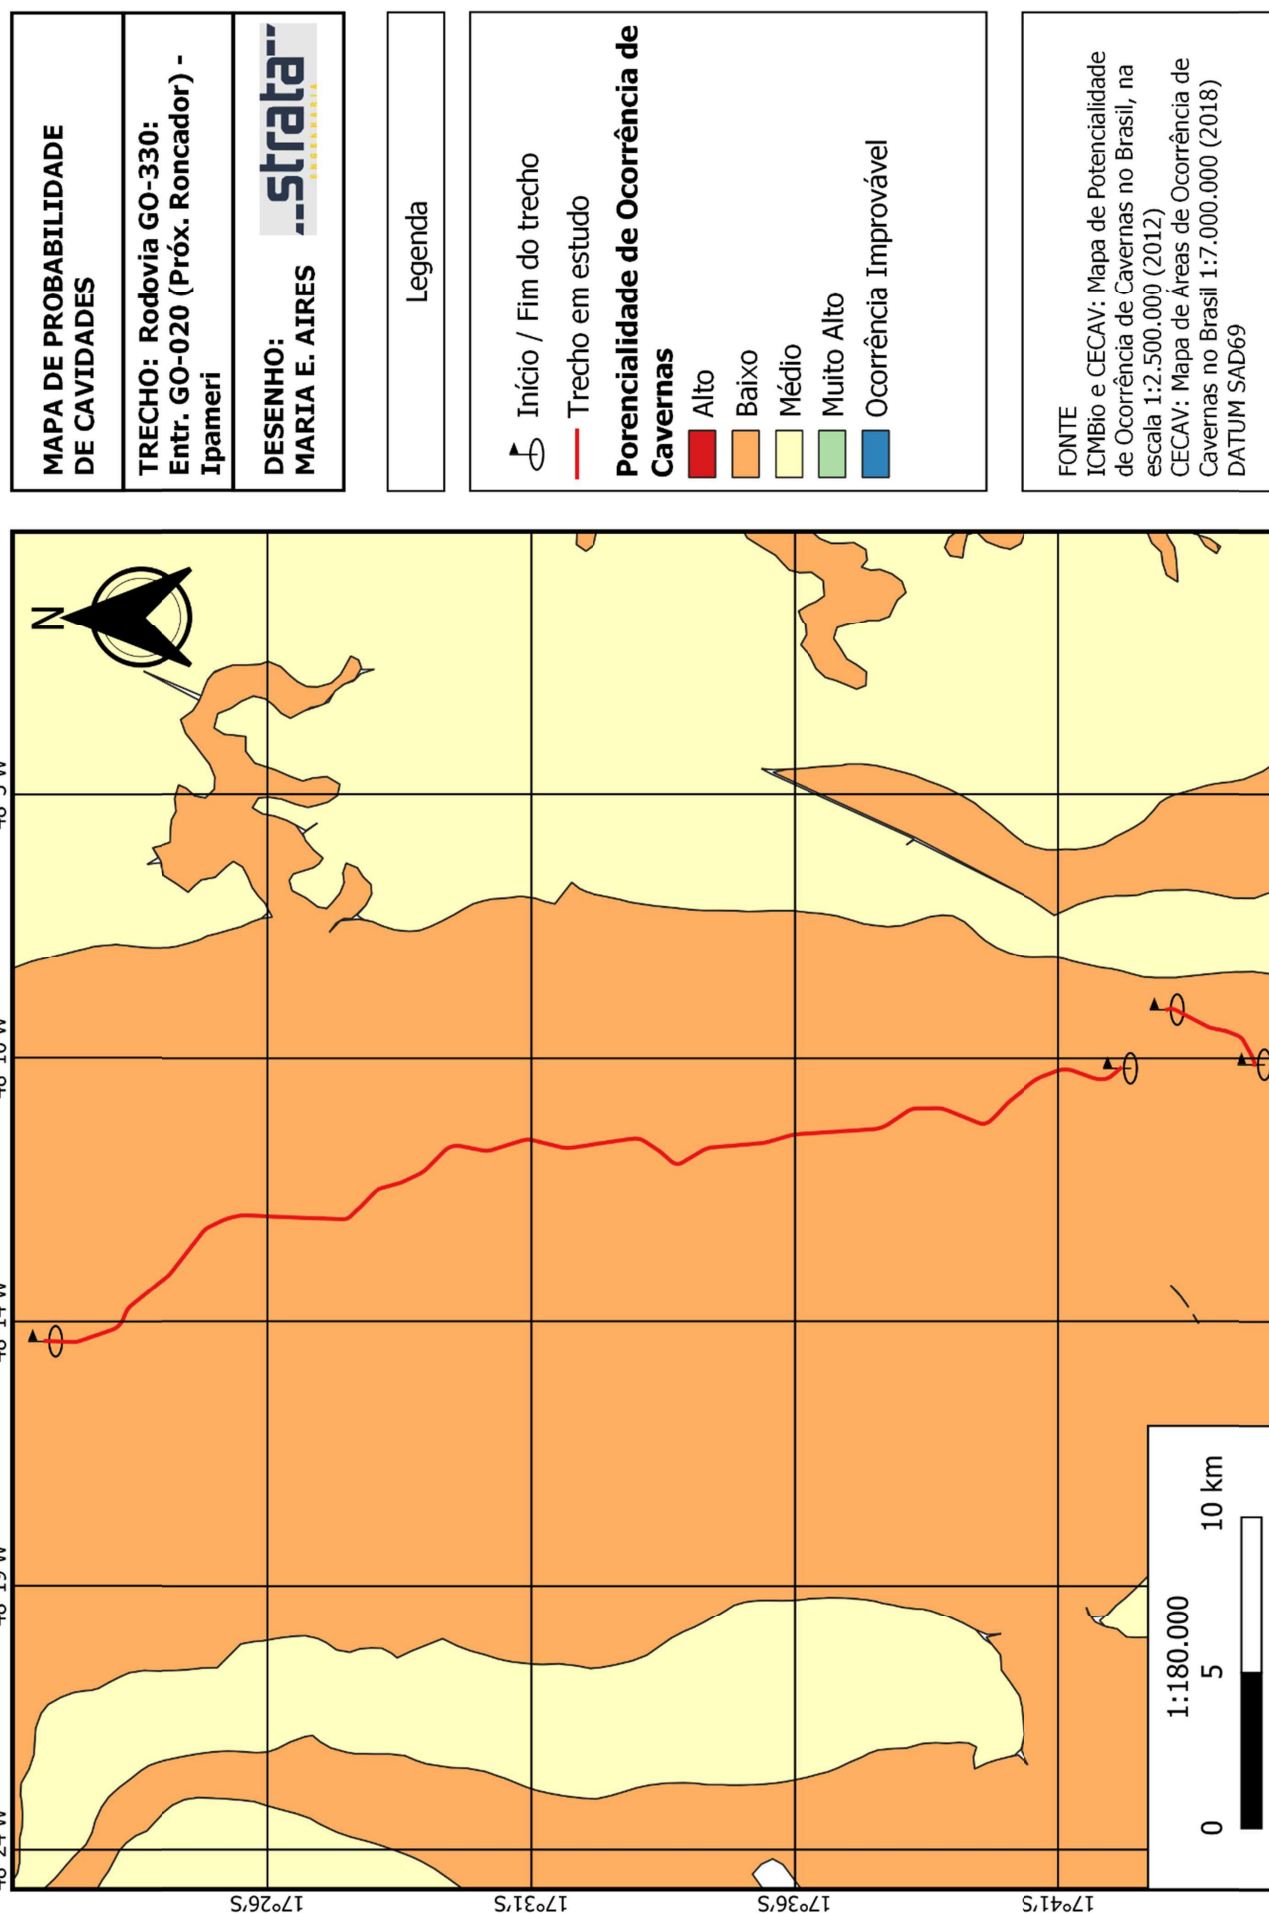 MAPA DE PROBABILIDADE
DE CAVIDADES
TRECHO: Rodovia GO-330:
Entr. GO-020 (Próx. Roncador) -
Ipameri
DESENHO:
MARIA E. AIRES
strata
ENGENHARIA
Legenda
Início / Fim do trecho
Trecho em estudo
Porencialidade de Ocorrência de
Cavernas
Alto
Baixo
Médio
Muito Alto
Ocorrência Improvável
FONTE
ICMBio e CECAV: Mapa de Potencialidade
de Ocorrência de Cavernas no Brasil, na
escala 1:2.500.000 (2012)
CECAV: Mapa de Áreas de Ocorrência de
Cavernas no Brasil 1:7.000.000 (2018)
DATUM SAD69
N
17°26'S
17°31'S
17°36'S
17°41'S
1:180.000
0 5 10 km